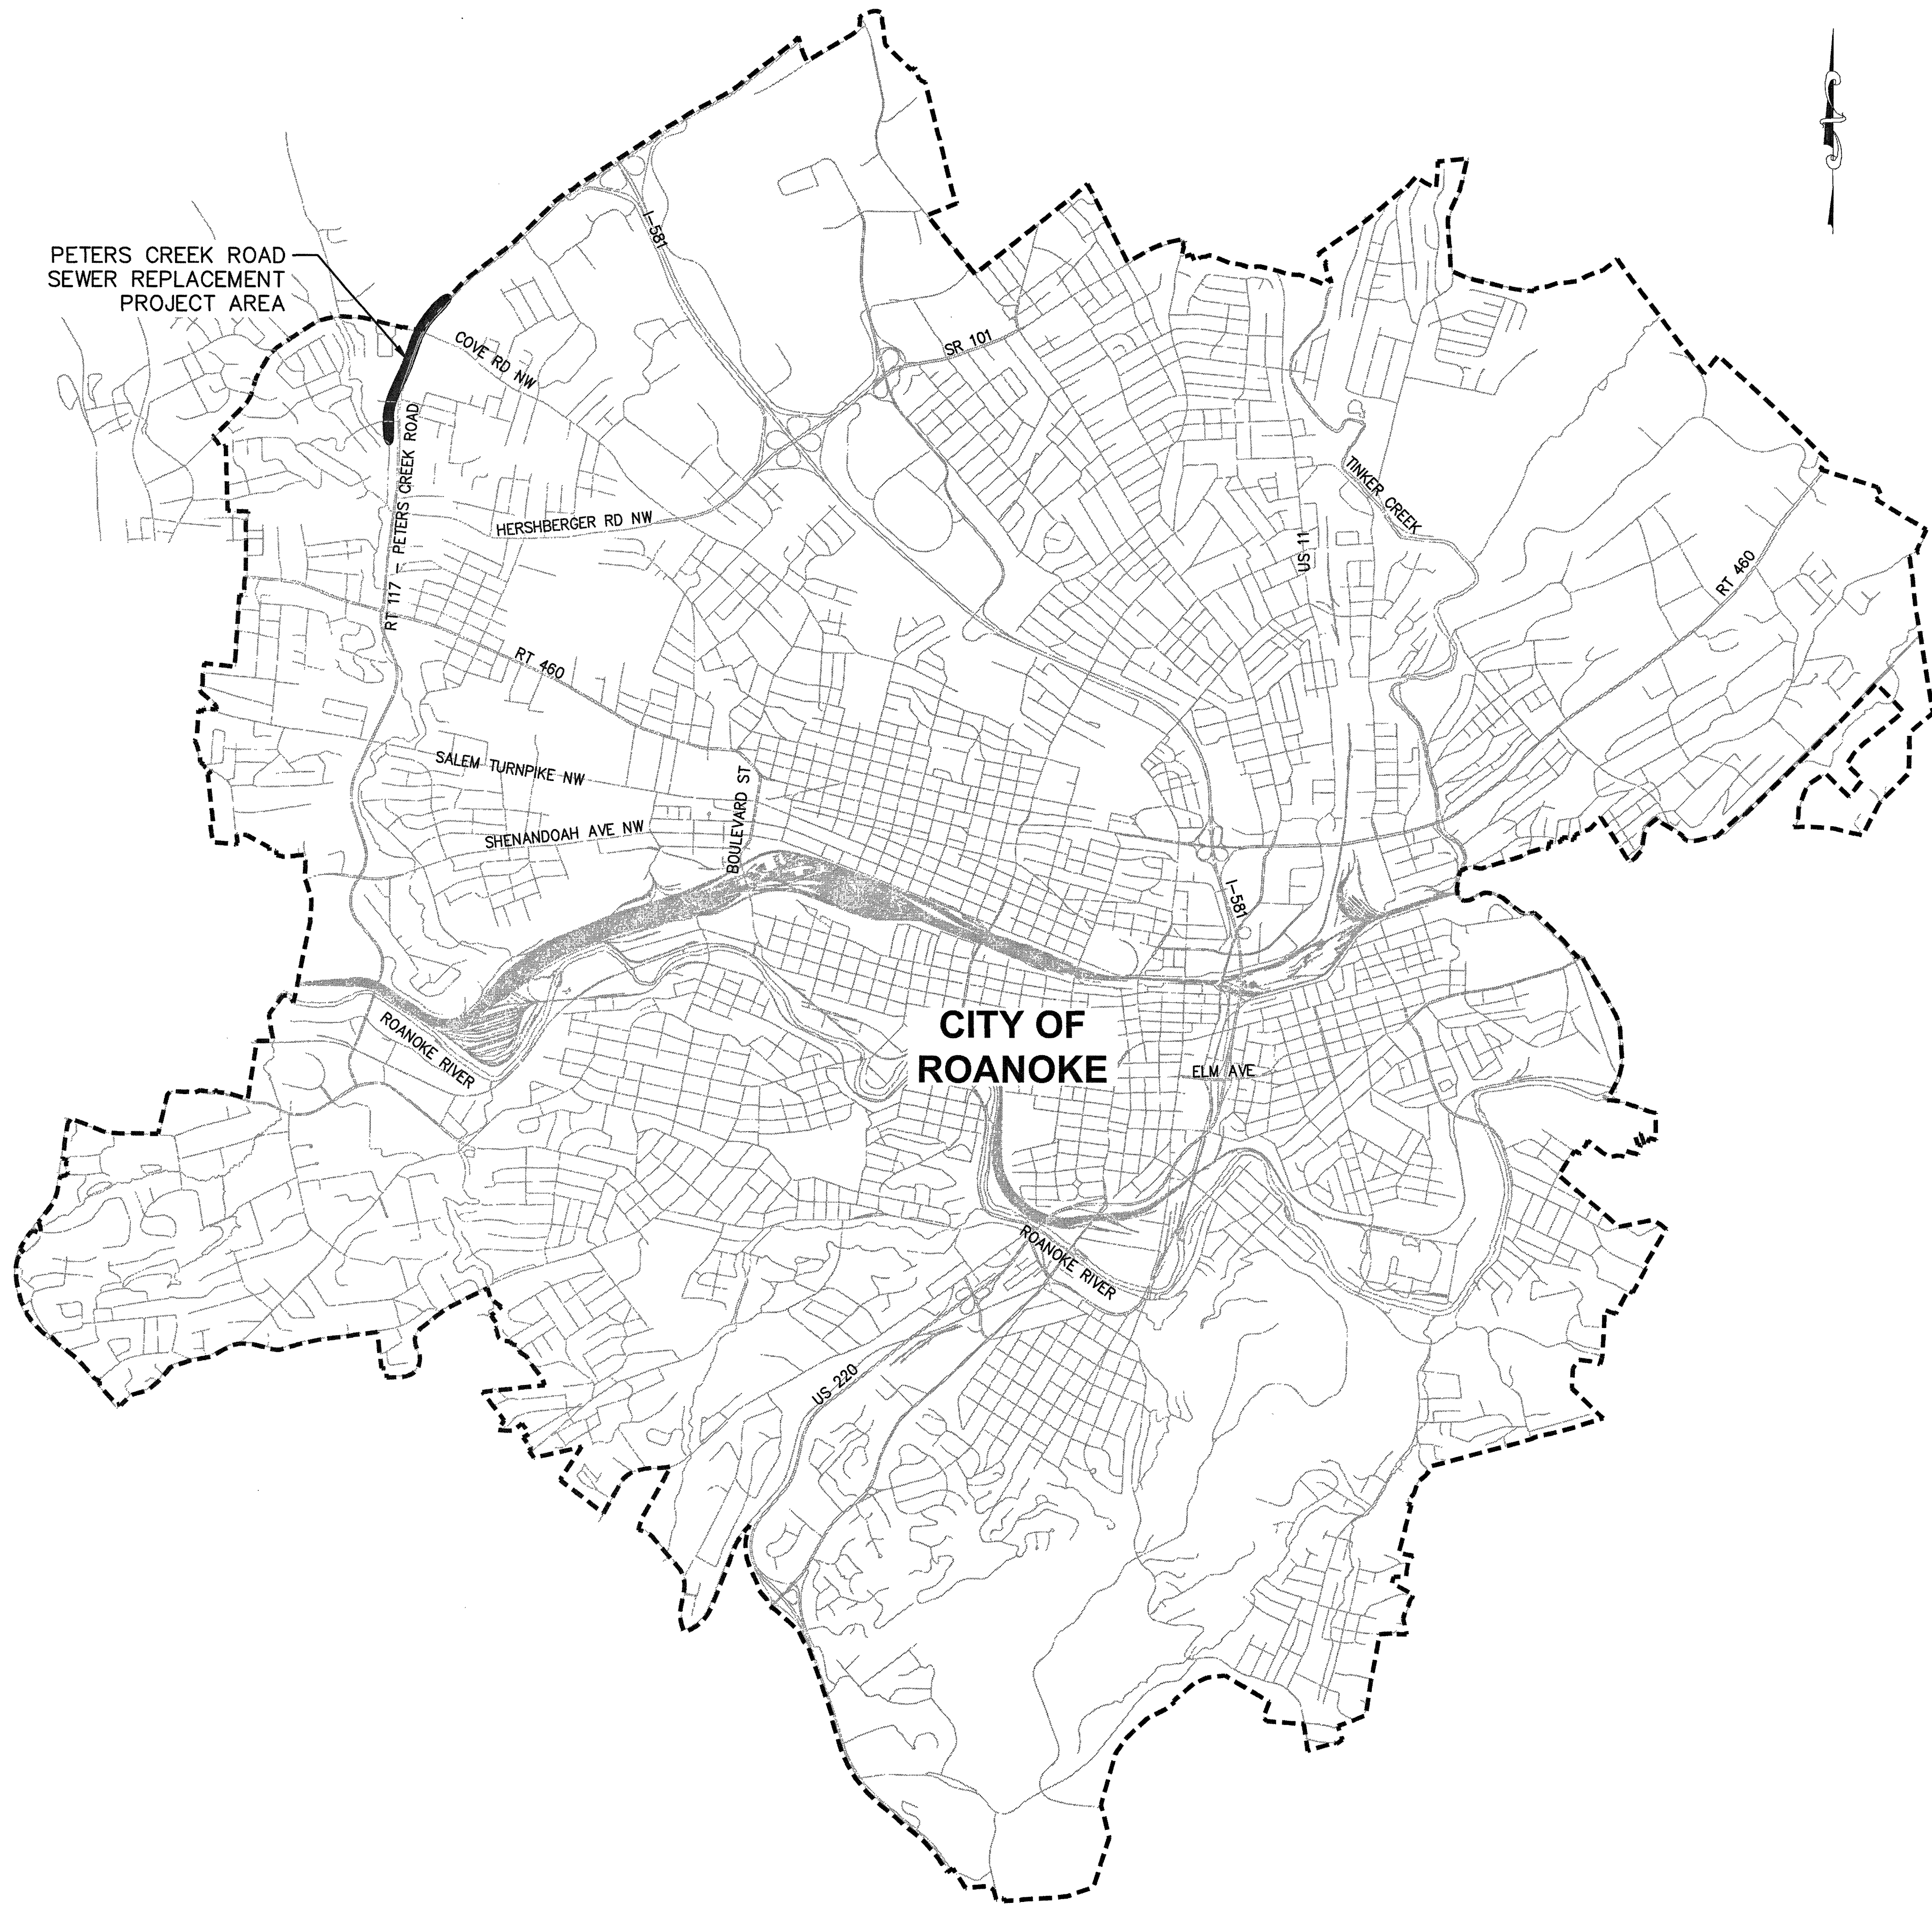 I-581
PETERS CREEK ROAD
SEWER REPLACEMENT
PROJECT AREA
COVE RD NW
SR 101
RT 117 - PETERS CREEK ROAD
HERSHBERGER RD NW
TINKER CREEK
US 11
RT 460
RT 460
SALEM TURNPIKE NW
BOULEVARD ST
SHENANDOAH AVE NW
I-581
CITY OF
ROANOKE
ROANOKE RIVER
ELM AVE
ROANOKE RIVER
US 220